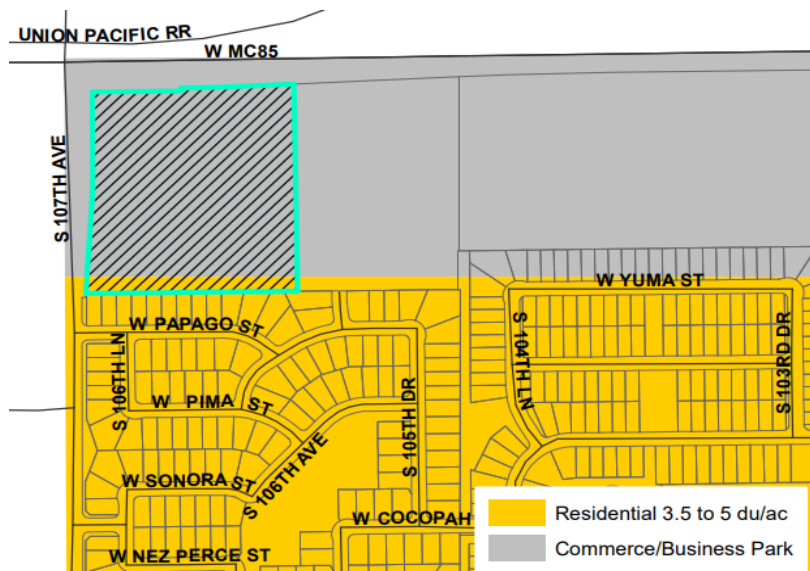 UNION PACIFIC RR
W MC85
S 107TH AVE
W YUMA ST
W PAPAGO ST
S 106TH LN
S 104TH LN
S 103RD DR
W PIMA ST
S 105TH DR
S 106TH AVE
W SONORA ST
W COCOPAH
W NEZ PERCE ST
Residential 3.5 to 5 du/ac
Commerce/Business Park